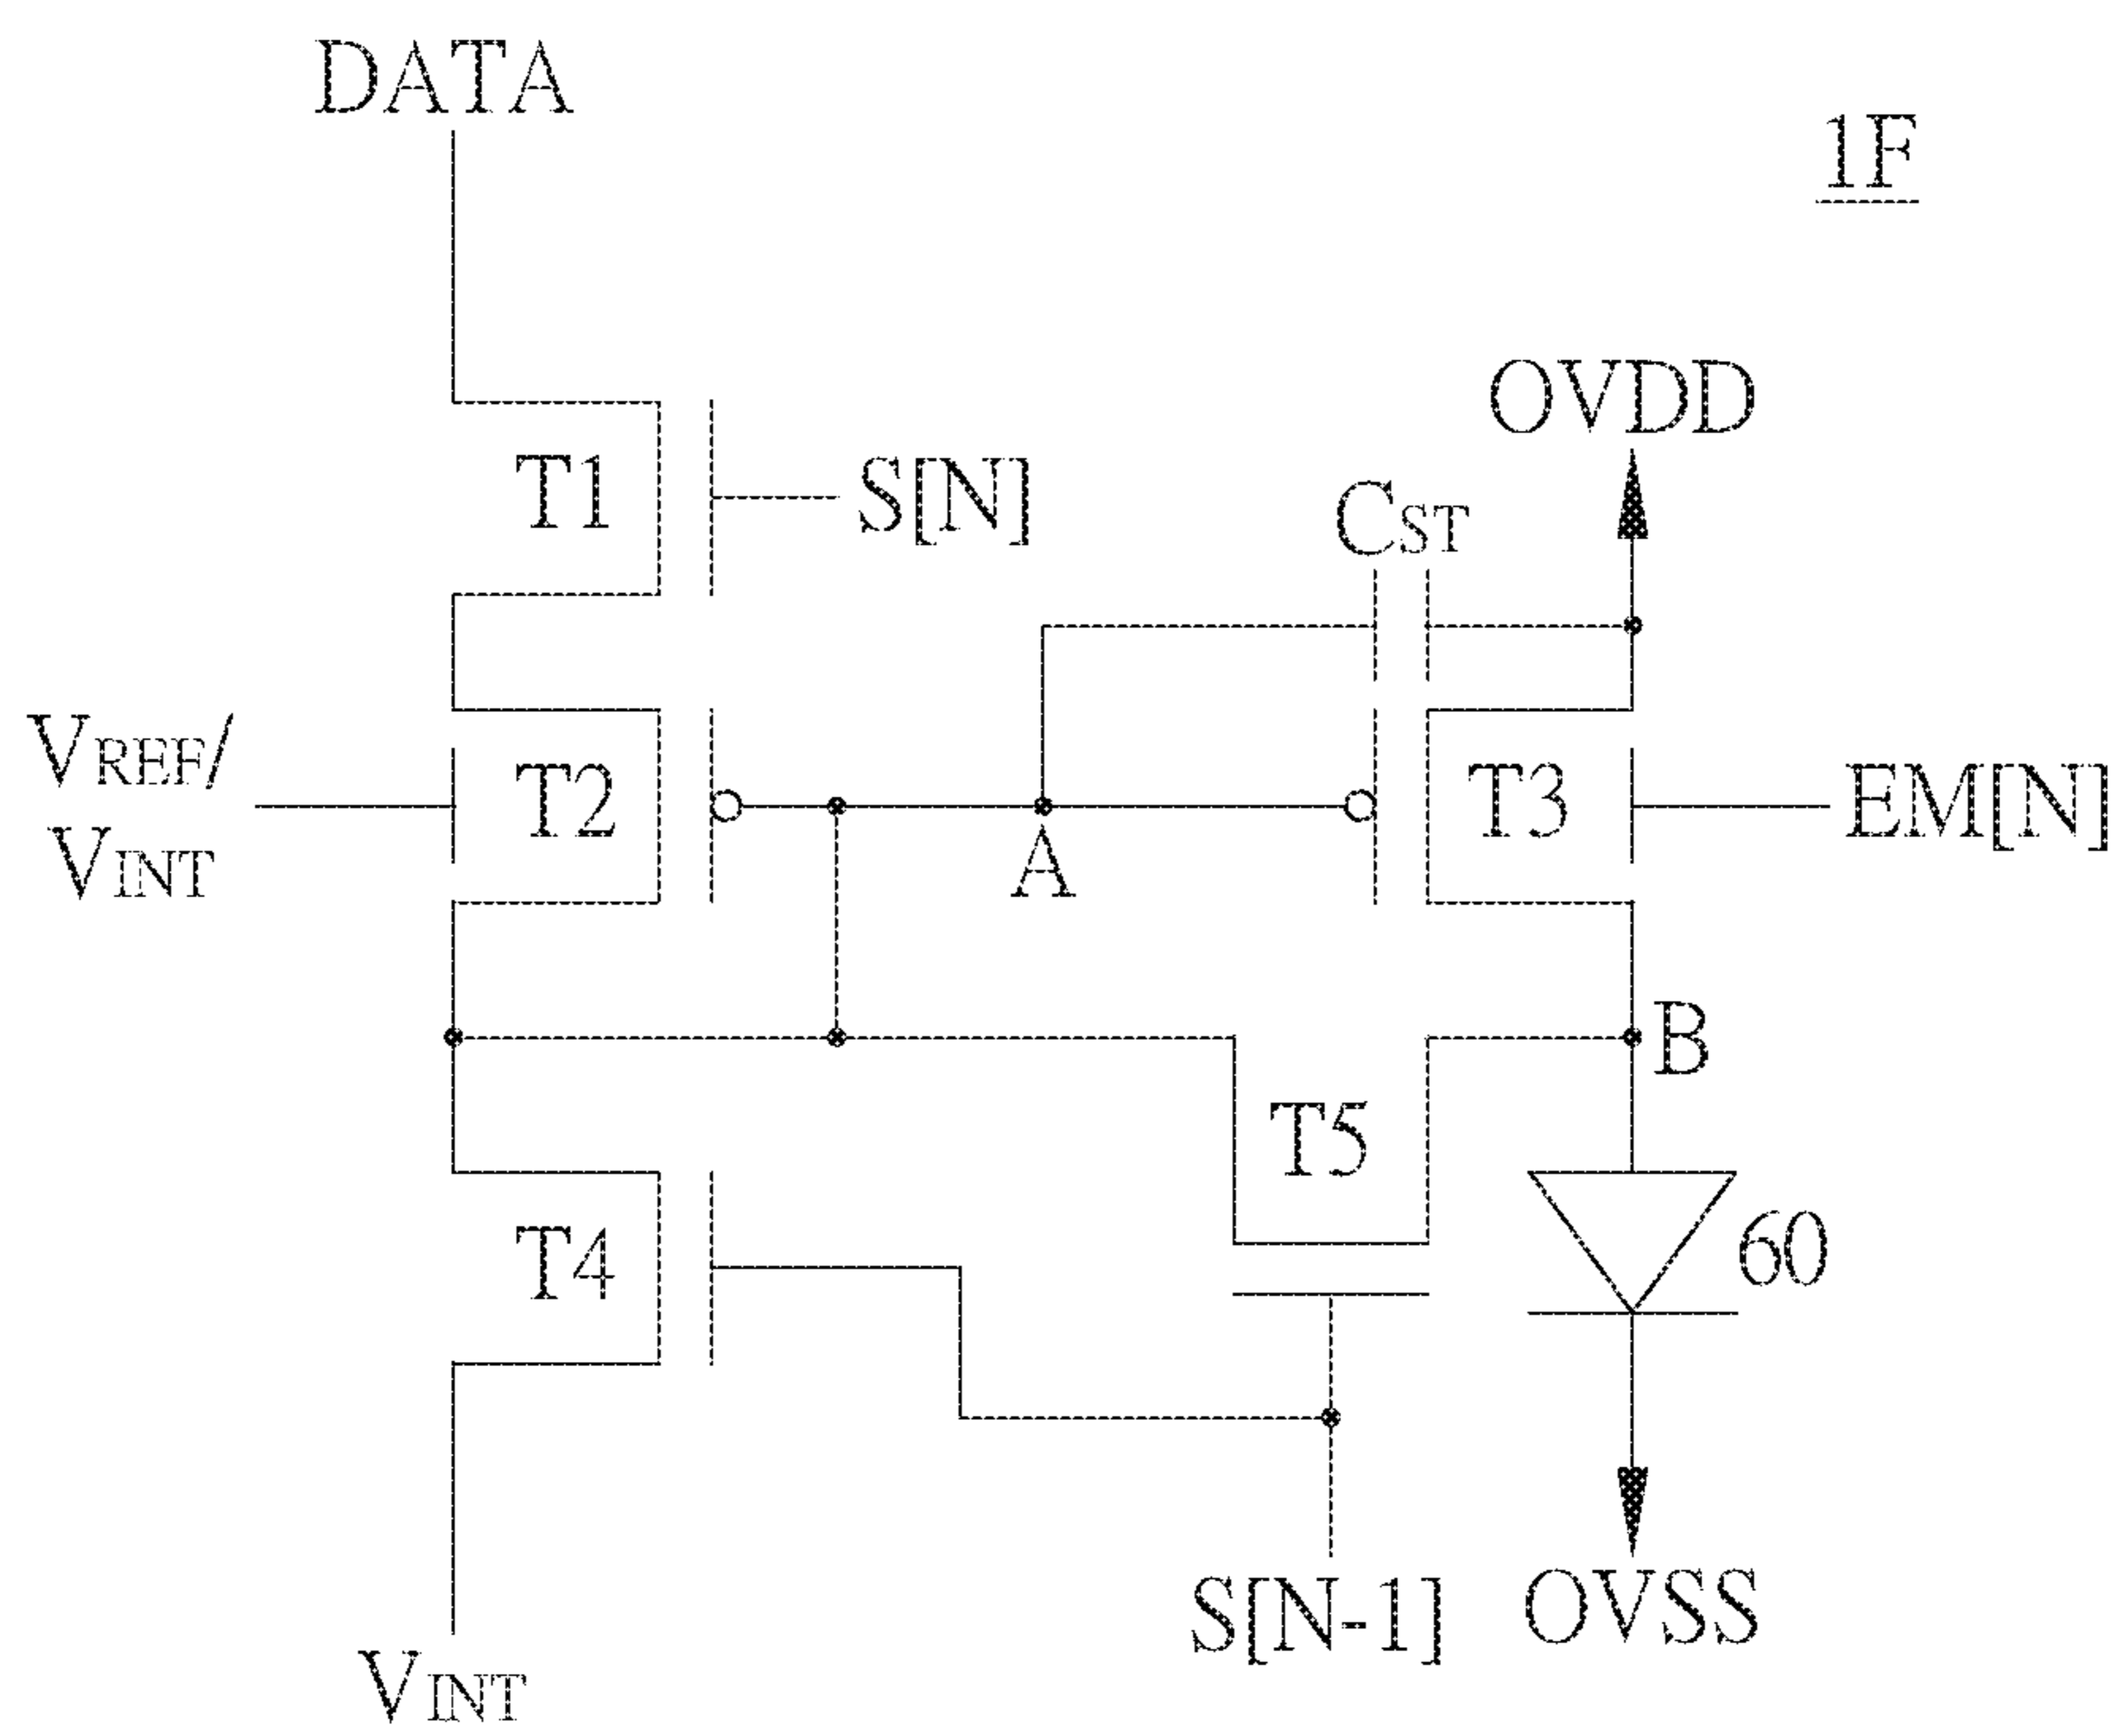 DATA
1F
OVDD
T1
S[N]
CST
VREF/
VINT
T2
A
T3
EM[N]
B
T5
T4
60
S[N-1]
OVSS
VINT